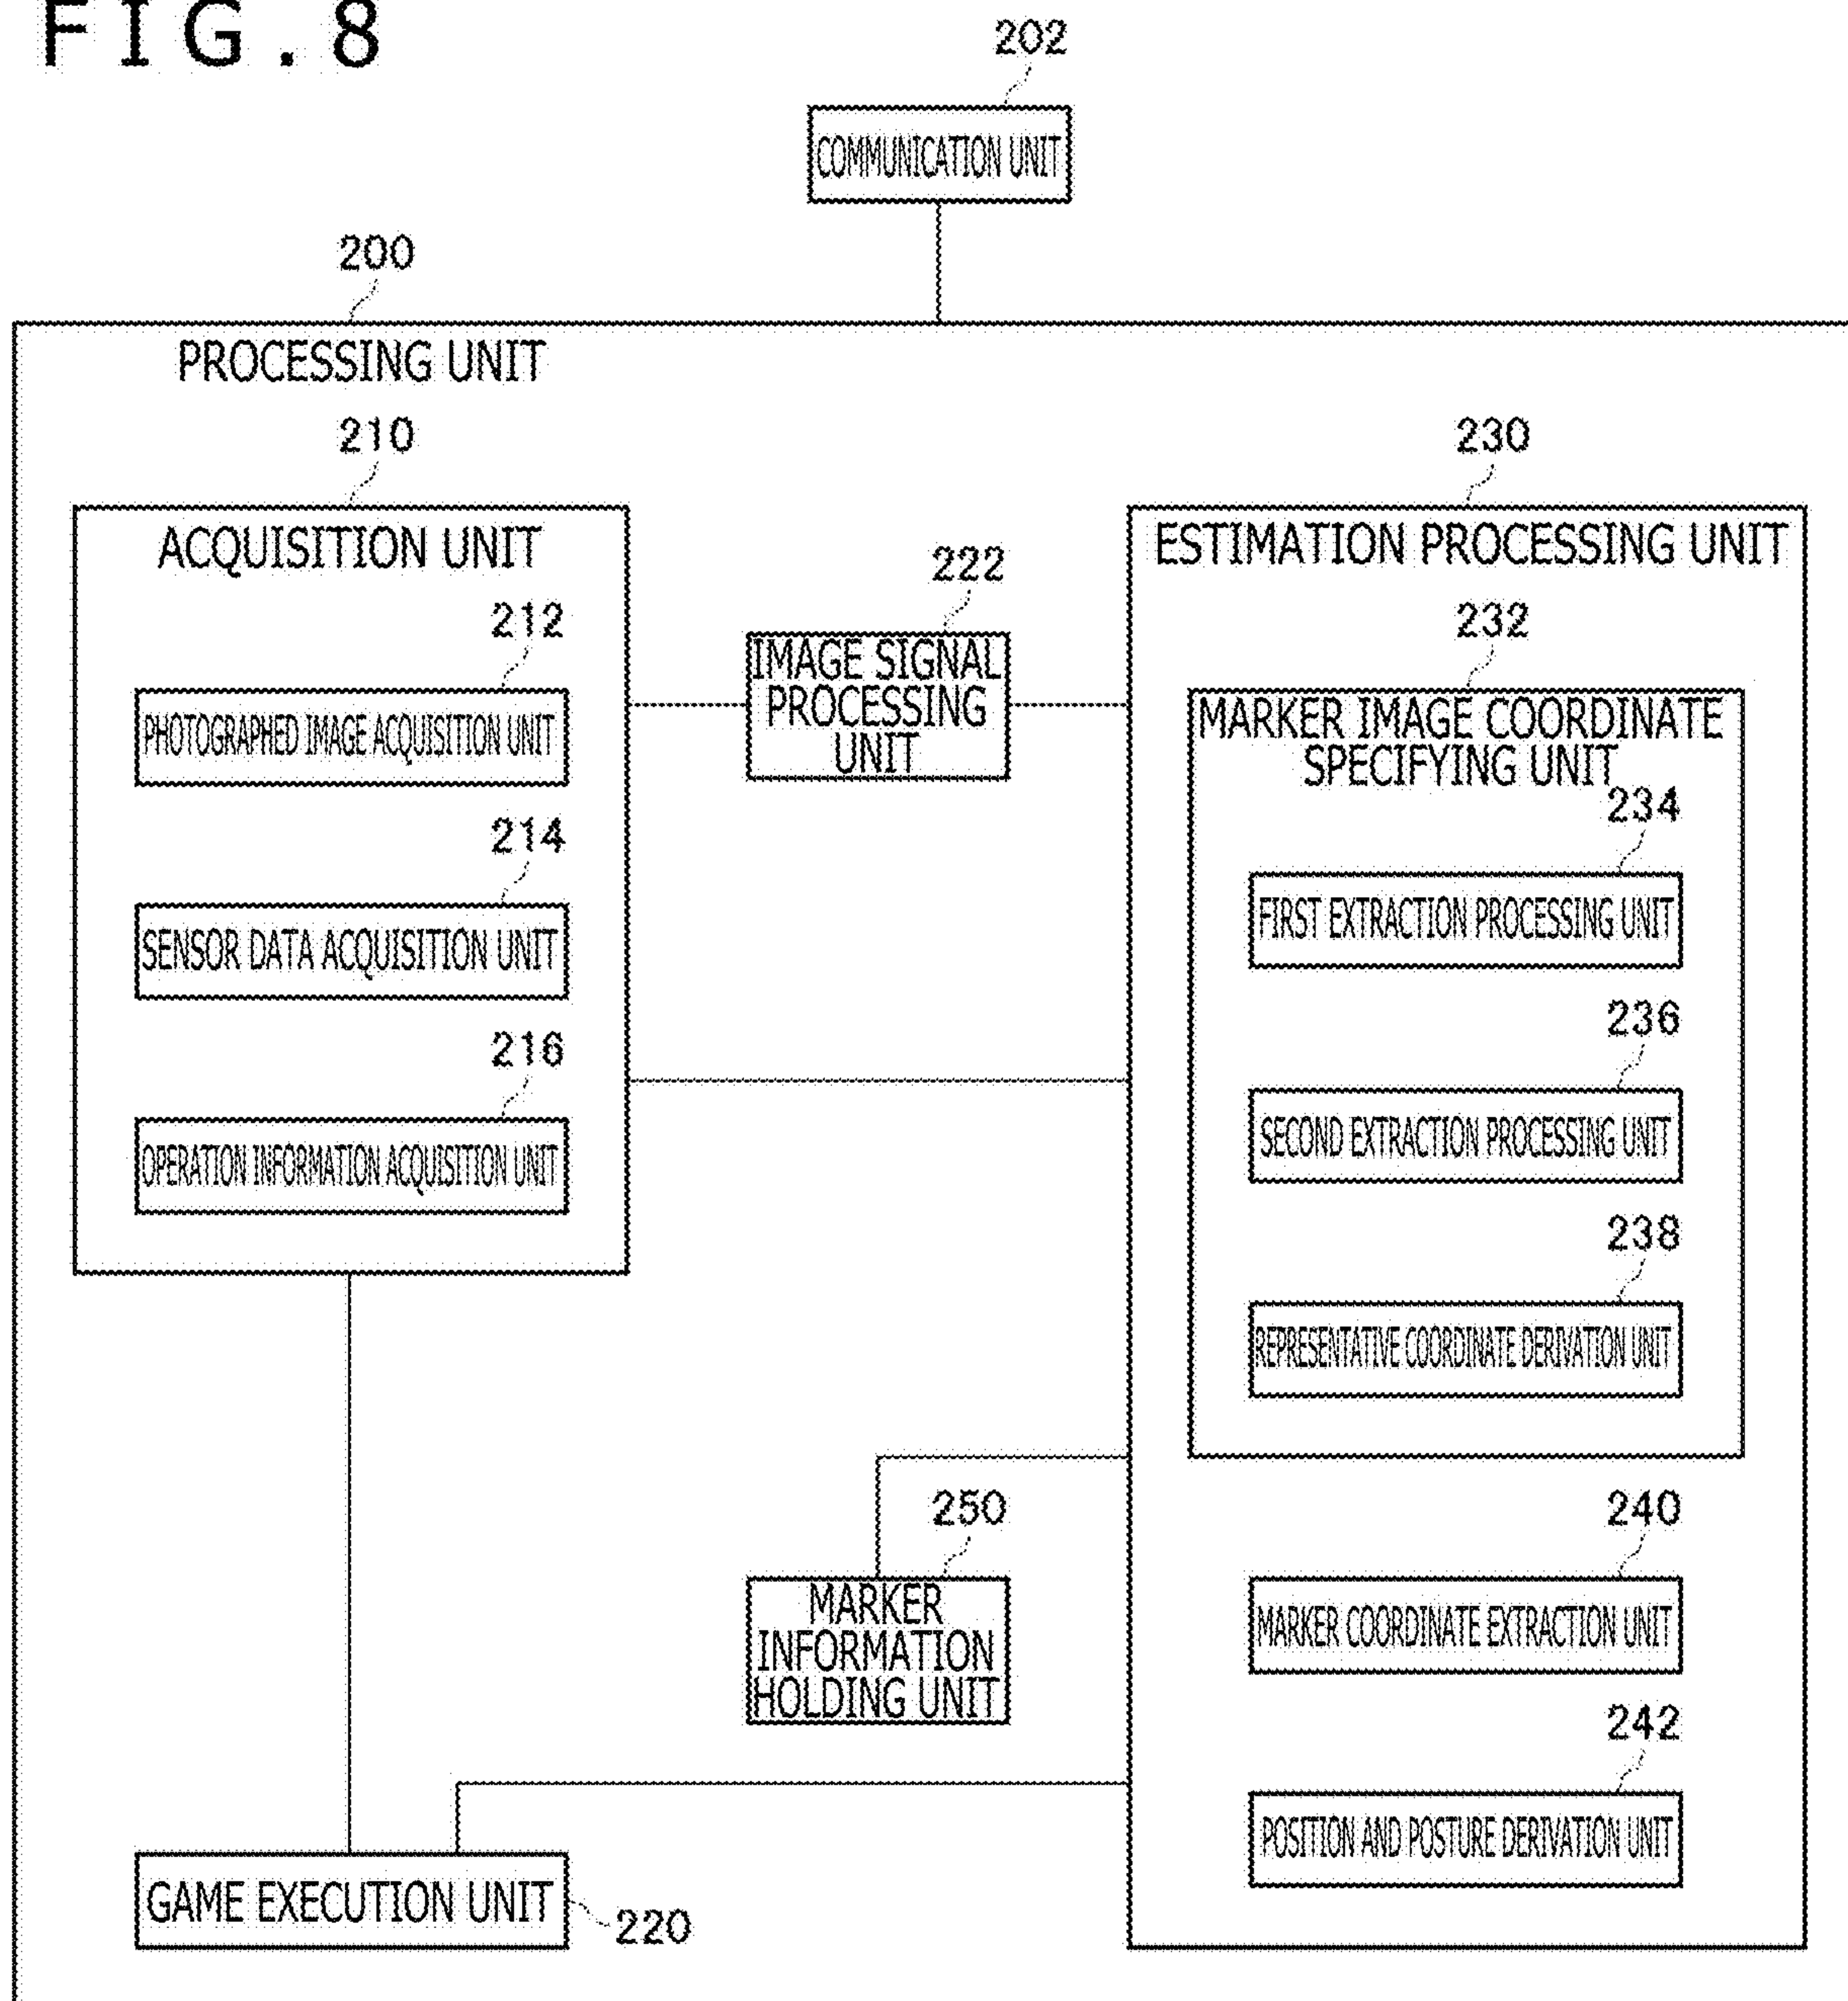 FIG.8
202
COMMUNICATION UNIT
200
PROCESSING UNIT
210
ACQUISITION UNIT
212
PHOTOGRAPHED IMAGE ACQUISITION UNIT
214
SENSOR DATA ACQUISITION UNIT
216
OPERATION INFORMATION ACQUISITION UNIT
222
IMAGE SIGNAL
PROCESSING
UNIT
230
ESTIMATION PROCESSING UNIT
232
MARKER IMAGE COORDINATE
SPECIFYING UNIT
234
FIRST EXTRACTION PROCESSING UNIT
236
SECOND EXTRACTION PROCESSING UNIT
238
REPRESENTATIVE COORDINATE DERIVATION UNIT
250
MARKER
INFORMATION
HOLDING UNIT
240
MARKER COORDINATE EXTRACTION UNIT
242
POSITION AND POSTURE DERIVATION UNIT
GAME EXECUTION UNIT
220